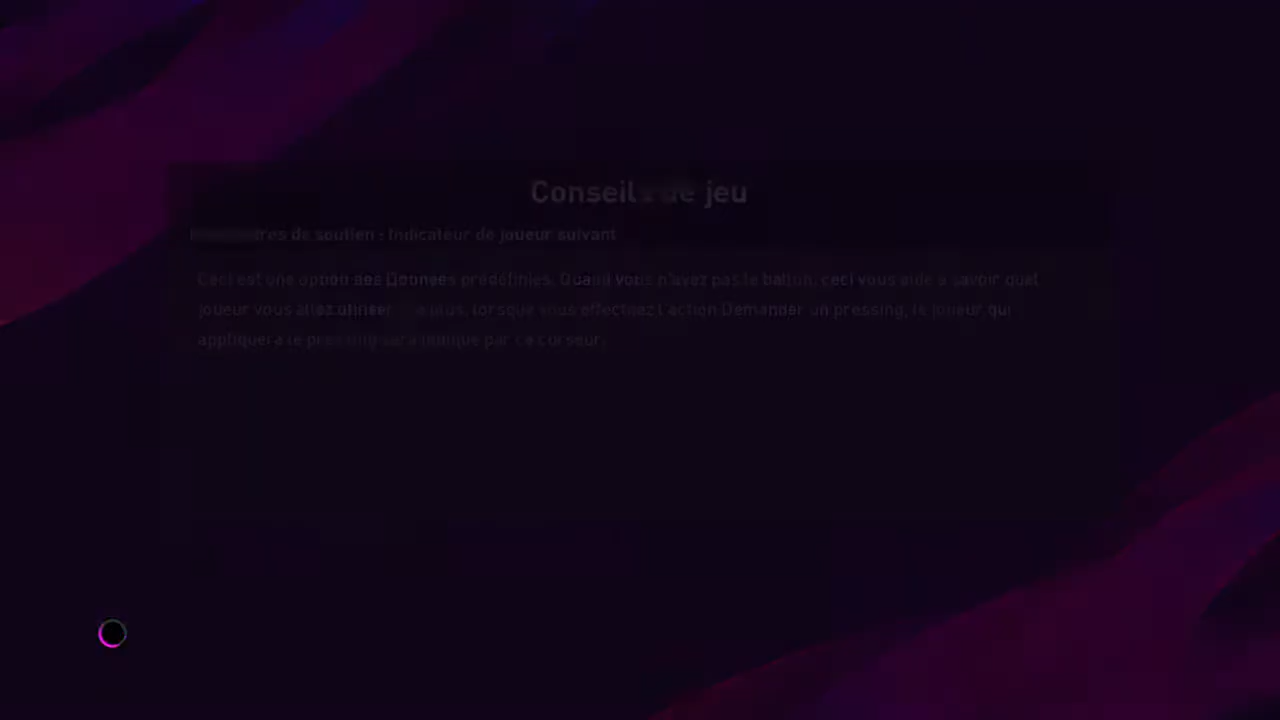 Conseils de jeu
de soutien : Indicateur de joueur suivant
Ceci est une option des Données prédéfinies. Quand vous n'avez pas le ballon, ceci vous aide à savoir quel
joueur vous allez utiliser. De plus, lorsque vous effectuez l'action Demander un pressing, le joueur qui
appliquera le pressing sera indiqué par ce curseur.